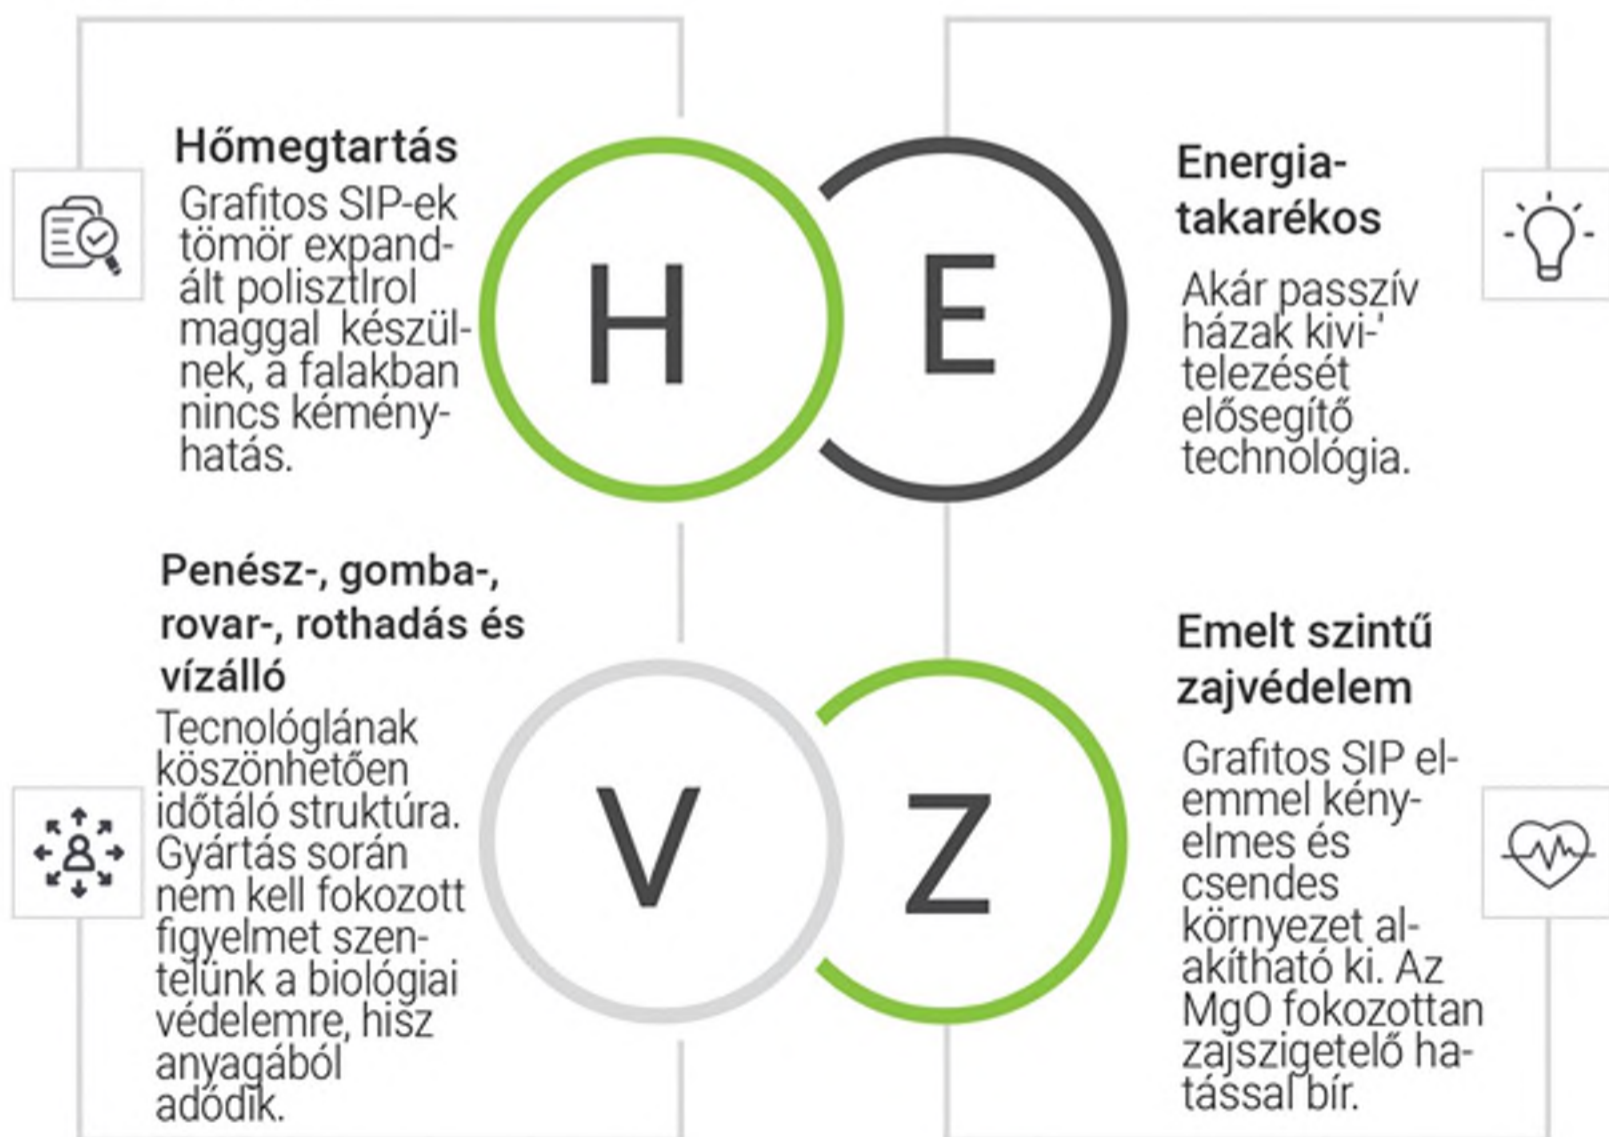 Hőmegtartás
Grafitos SIP-ek
tömör expand-
ált polisztlrol
maggal készül-
nek, a falakban
nincs kémény-
hatás.
H
E
Energia-
takarékos
Akár passzív
házak kivi-'
telezését
elősegítő
technológia.
Penész-, gomba-,
rovar-, rothadás és
vízálló
Tecnológlának
köszönhetően
időtáló struktúra.
Gyártás során
nem kell fokozott
figyelmet szen-
telünk a biológiai
védelemre, hisz
anyagából
adódik.
V
Z
Emelt szintű
zajvédelem
Grafitos SIP el-
emmel kény-
elmes és
csendes
környezet al-
akítható ki. Az
MgO fokozottan
zajszigetelő ha-
tással bír.